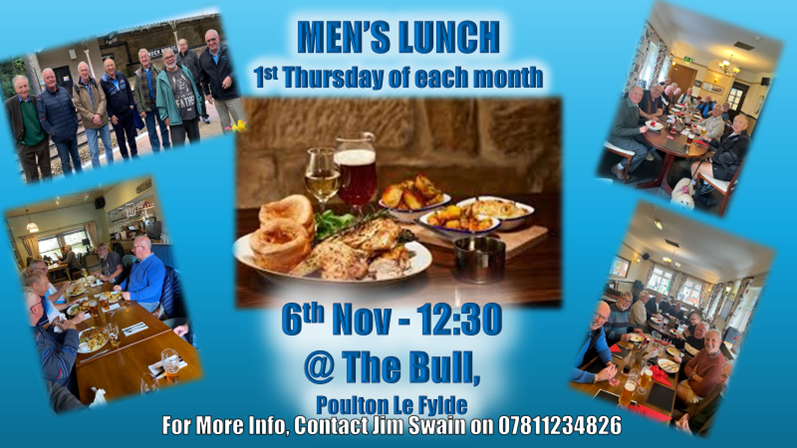 MEN'S LUNCH
1st Thursday of each month
6th Nov - 12:30
@ The Bull,
Poulton Le Fylde
For More Info, Contact Jim Swain on 07811234826